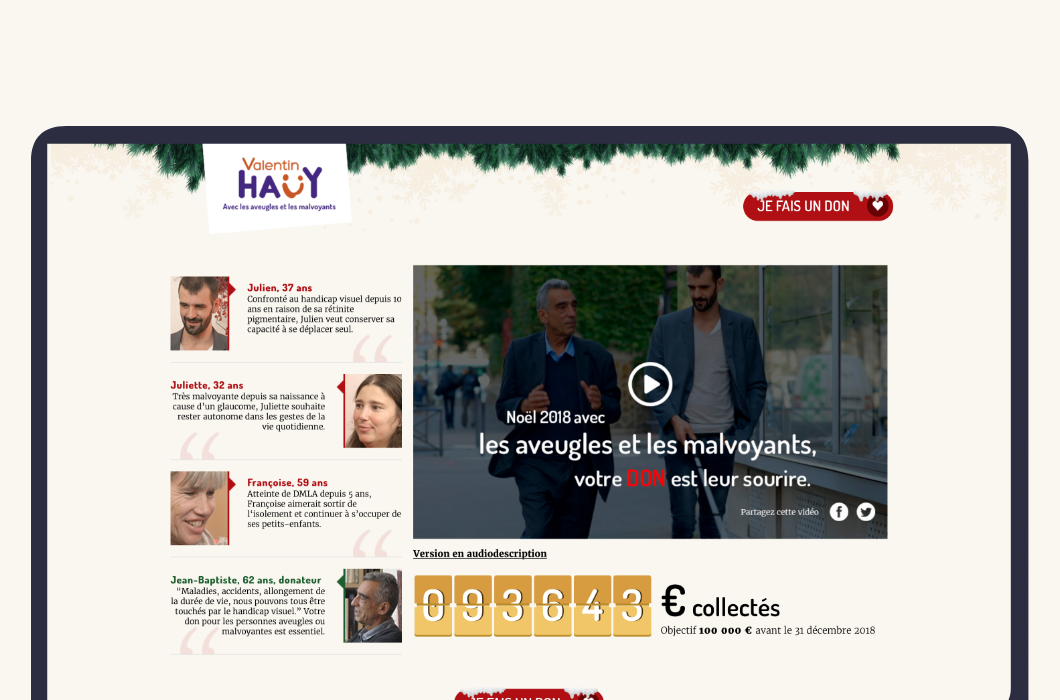 Valentin
HAÜY
Avec les aveugles et les malvoyants
JE FAIS UN DON
Julien, 37 ans
Confronté au handicap visuel depuis 10
ans en raison de sa rétinite
pigmentaire, Julien veut conserver sa
capacité à se déplacer seul.
Juliette, 32 ans
Très malvoyante depuis sa naissance à
cause d'un glaucome, Juliette souhaite
rester autonome dans les gestes de la
vie quotidienne.
Françoise, 59 ans
Atteinte de DMLA depuis 5 ans,
Françoise aimerait sortir de
l'isolement et continuer à s'occuper de
ses petits-enfants.
Jean-Baptiste, 62 ans, donateur
"Maladies, accidents, allongement de
la durée de vie, nous pouvons tous être
touchés par le handicap visuel." Votre
don pour les personnes aveugles ou
malvoyantes est essentiel.
Noël 2018 avec
les aveugles et les malvoyants,
votre DON est leur sourire.
Partagez cette vidéo
Version en audiodescription
093643 € collectés
Objectif 100 000 € avant le 31 décembre 2018
JE FAIS UN DON